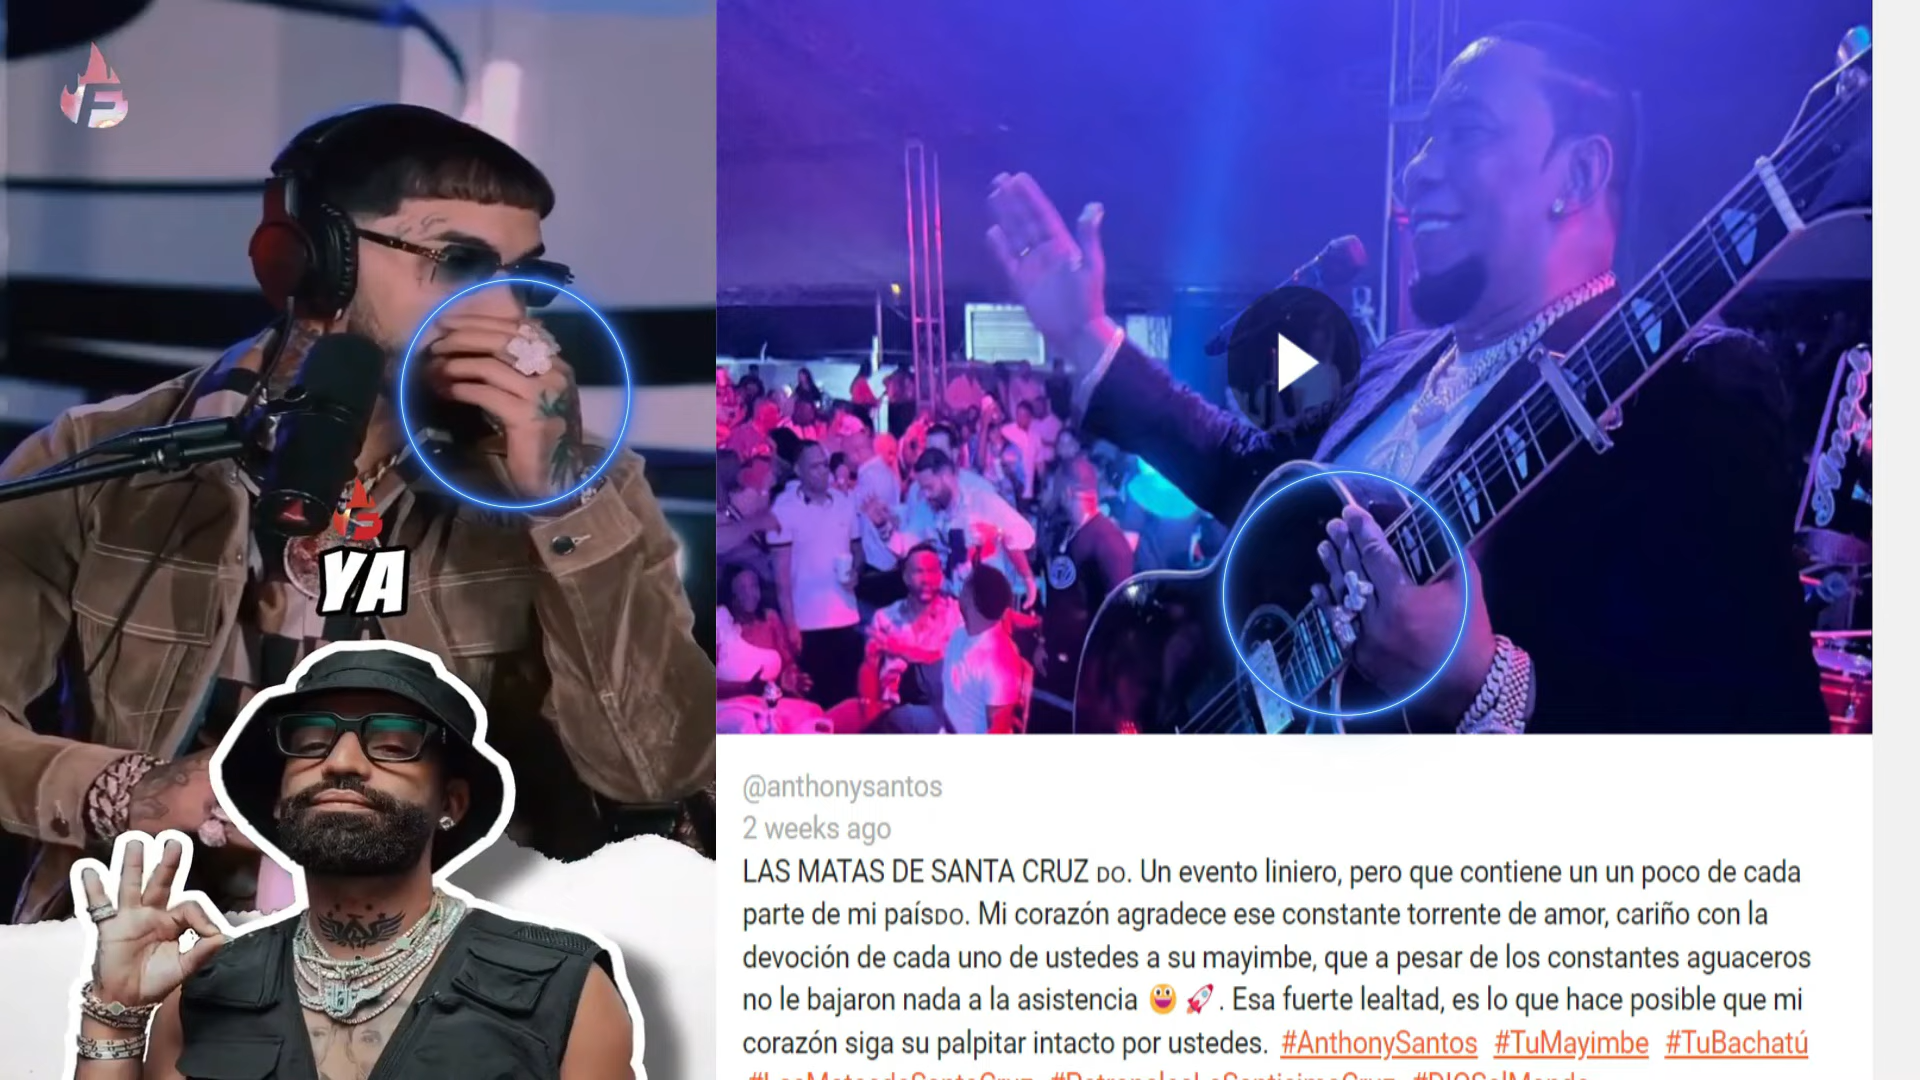 F
YA
@anthonysantos
2 weeks ago
LAS MATAS DE SANTA CRUZ DO. Un evento liniero, pero que contiene un un poco de cada
parte de mi paísDO. Mi corazón agradece ese constante torrente de amor, cariño con la
devoción de cada uno de ustedes a su mayimbe, que a pesar de los constantes aguaceros
no le bajaron nada a la asistencia 😃 🚀. Esa fuerte lealtad, es lo que hace posible que mi
corazón siga su palpitar intacto por ustedes. #AnthonySantos #TuMayimbe #TuBachatú